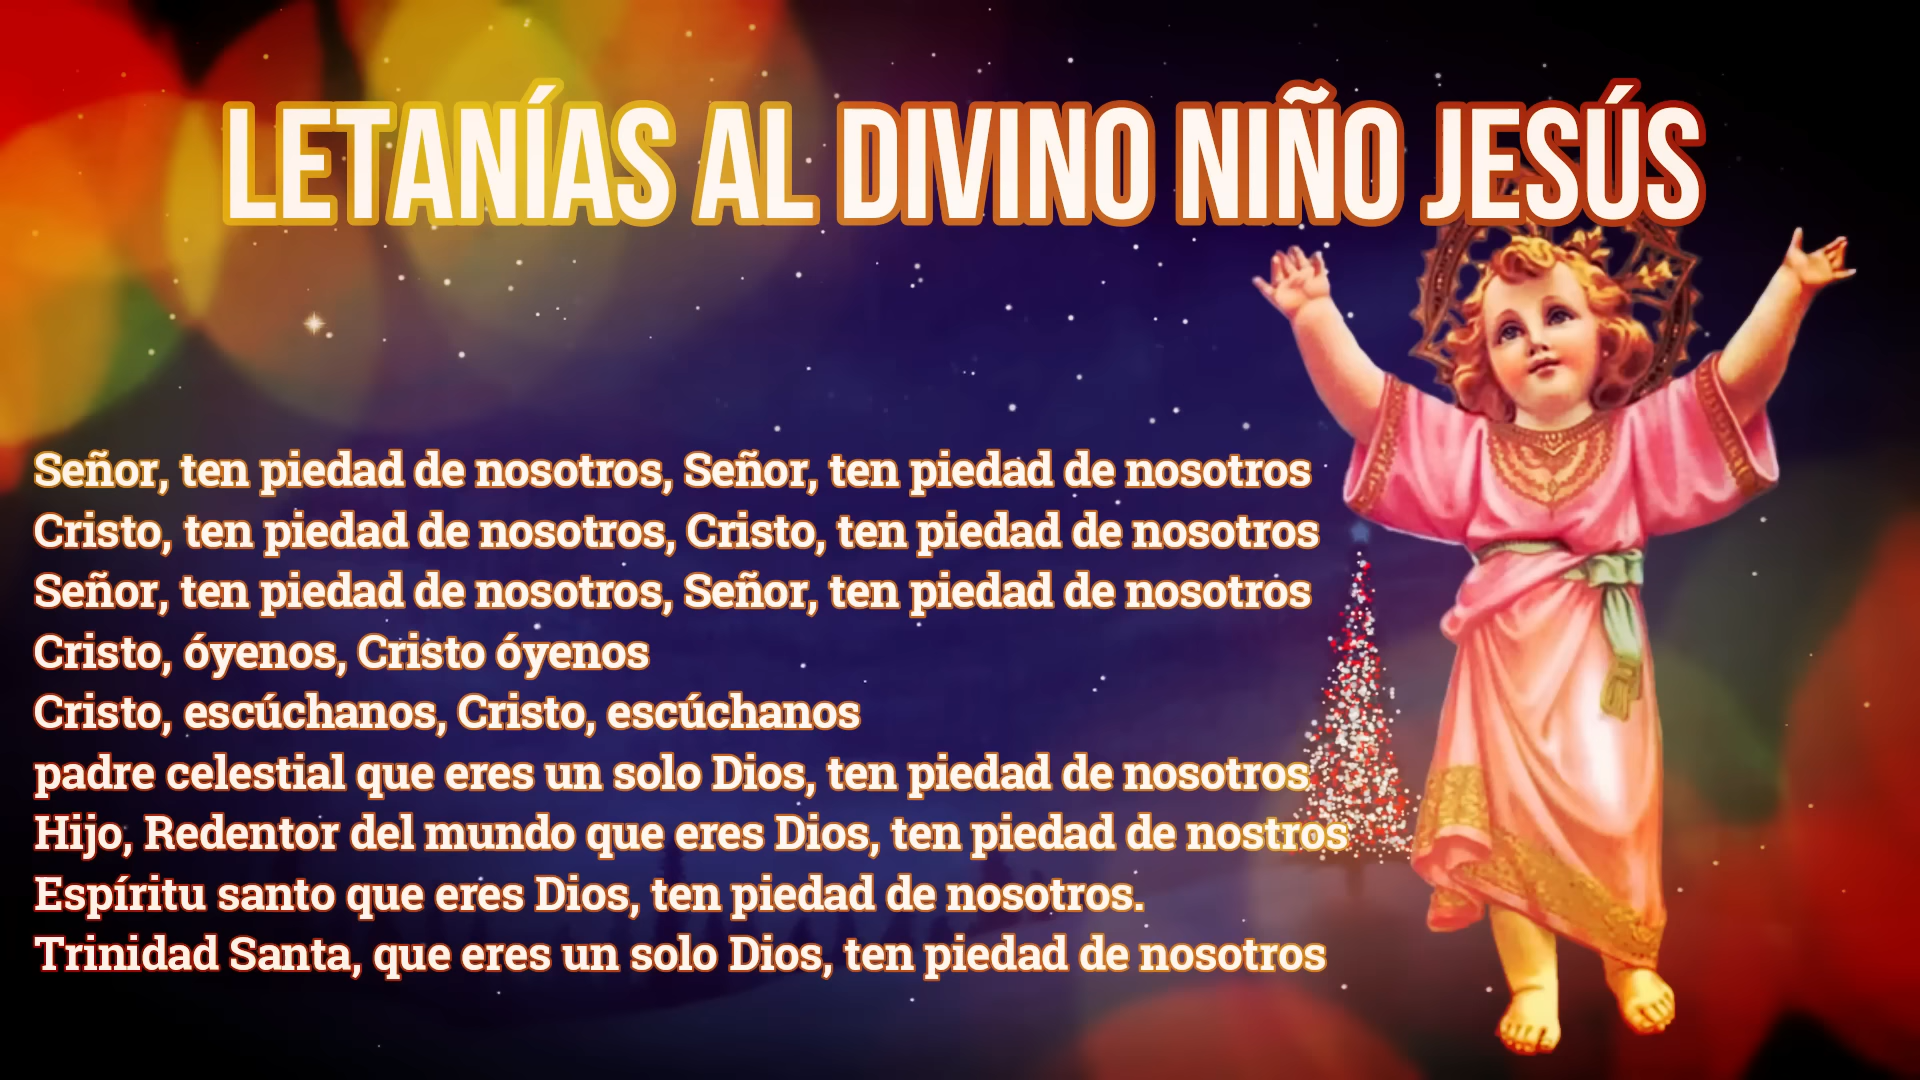 LETANÍAS AL DIVINO NIÑO JESÚS
Señor, ten piedad de nosotros, Señor, ten piedad de nosotros
Cristo, ten piedad de nosotros, Cristo, ten piedad de nosotros
Señor, ten piedad de nosotros, Señor, ten piedad de nosotros
Cristo, óyenos, Cristo óyenos
Cristo, escúchanos, Cristo, escúchanos
padre celestial que eres un solo Dios, ten piedad de nosotros
Hijo, Redentor del mundo que eres Dios, ten piedad de nostros
Espíritu santo que eres Dios, ten piedad de nosotros.
Trinidad Santa, que eres un solo Dios, ten piedad de nosotros